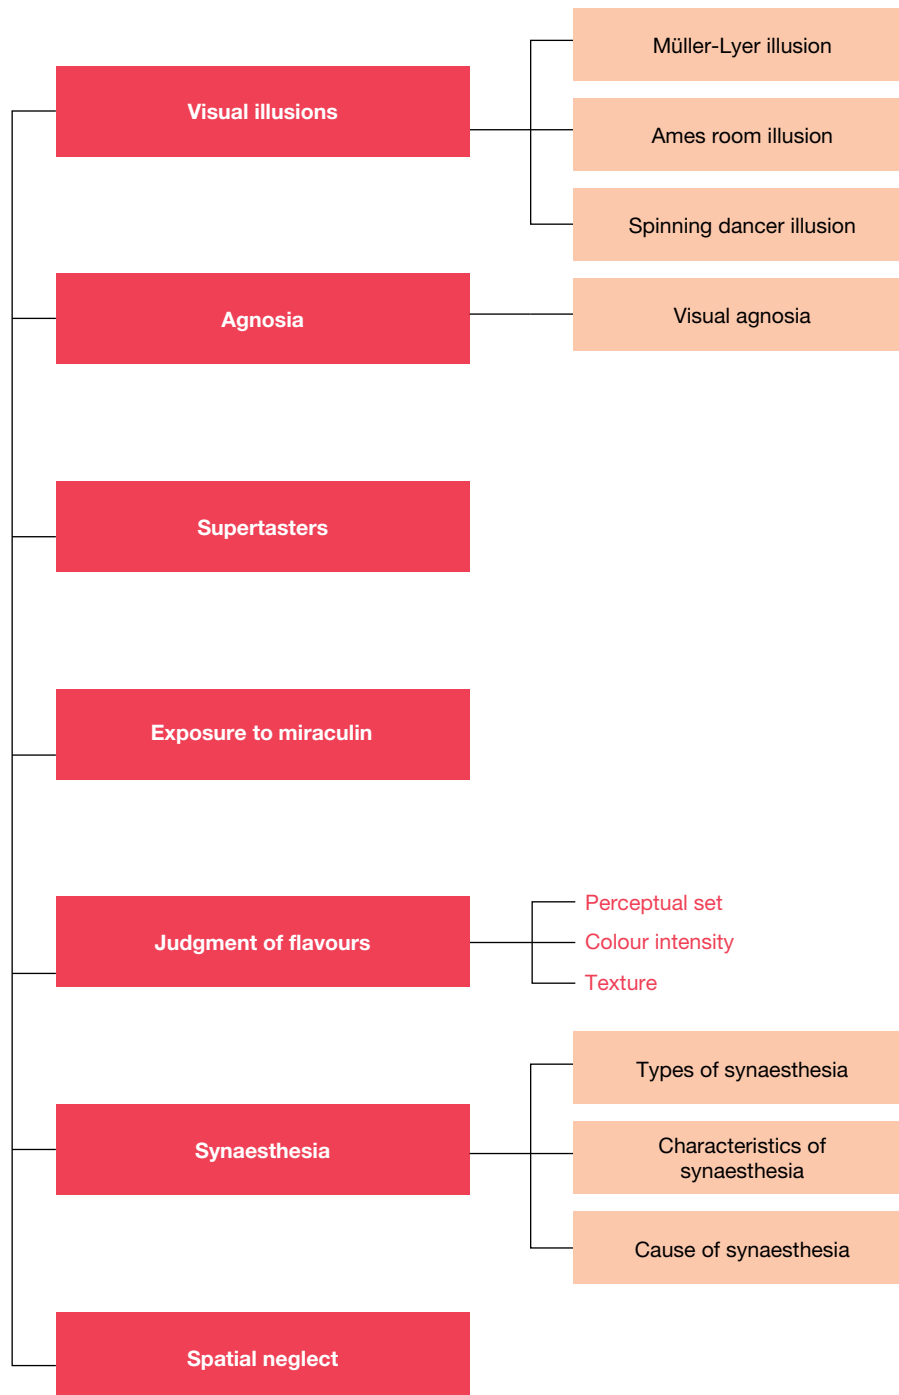 Visual illusions
Müller-Lyer illusion
Ames room illusion
Spinning dancer illusion
Agnosia
Visual agnosia
Supertasters
Exposure to miraculin
Judgment of flavours
Perceptual set
Colour intensity
Texture
Synaesthesia
Types of synaesthesia
Characteristics of
synaesthesia
Cause of synaesthesia
Spatial neglect